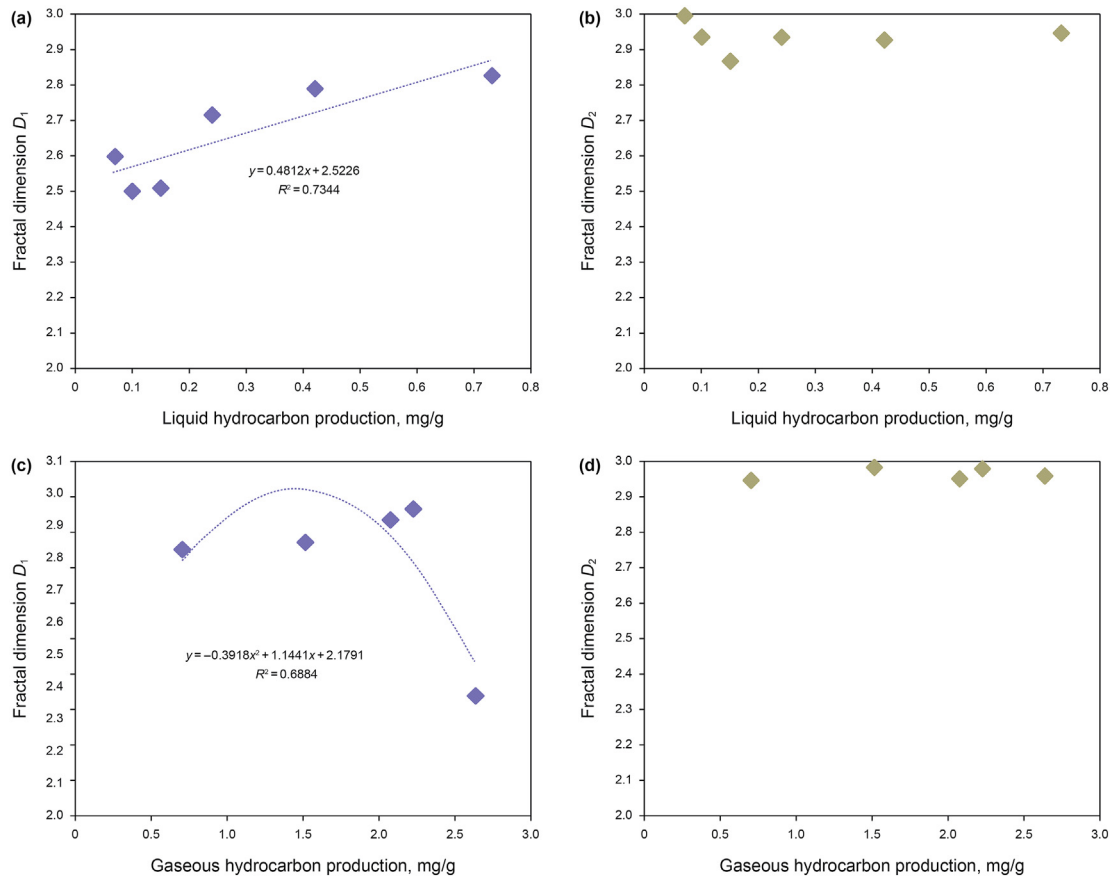 (a)
3.0
2.9
2.8
2.7
2.6
2.5
2.4
2.3
2.2
2.1
2.0
Fractal dimension D₁
y = 0.4812x + 2.5226
R² = 0.7344
0 0.1 0.2 0.3 0.4 0.5 0.6 0.7 0.8
Liquid hydrocarbon production, mg/g
(b)
3.0
2.9
2.8
2.7
2.6
2.5
2.4
2.3
2.2
2.1
2.0
Fractal dimension D₂
0 0.1 0.2 0.3 0.4 0.5 0.6 0.7 0.8
Liquid hydrocarbon production, mg/g
(c)
3.1
3.0
2.9
2.8
2.7
2.6
2.5
2.4
2.3
2.2
2.1
2.0
Fractal dimension D₁
y = –0.3918x² + 1.1441x + 2.1791
R² = 0.6884
0 0.5 1.0 1.5 2.0 2.5 3.0
Gaseous hydrocarbon production, mg/g
(d)
3.0
2.9
2.8
2.7
2.6
2.5
2.4
2.3
2.2
2.1
2.0
Fractal dimension D₂
0 0.5 1.0 1.5 2.0 2.5 3.0
Gaseous hydrocarbon production, mg/g